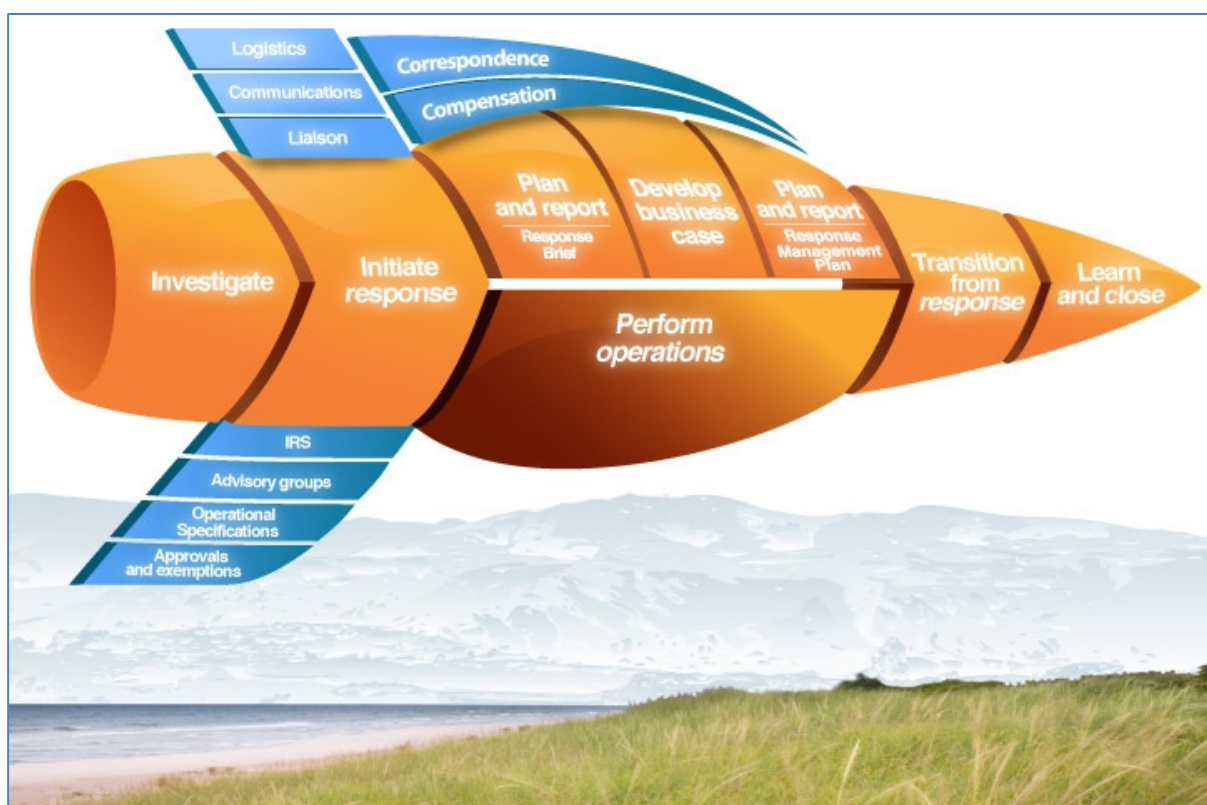 Logistics
Communications
Liaison
Correspondence
Compensation
Investigate
Initiate
response
Plan
and report
Response
Brief
Develop
business
case
Plan
and report
Response
Management
Plan
Perform
operations
Transition
from
response
Learn
and close
IRS
Advisory groups
Operational
Specifications
Approvals
and exemptions